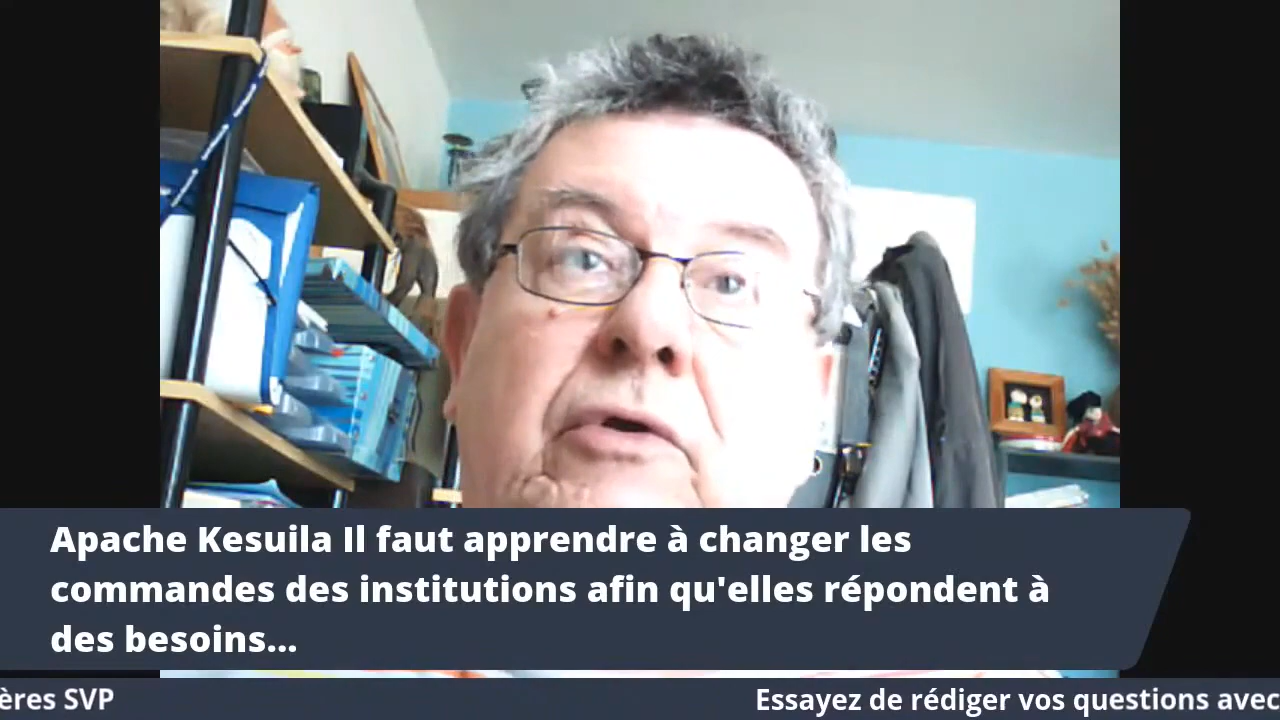 Apache Kesuila Il faut apprendre à changer les
commandes des institutions afin qu'elles répondent à
des besoins...
ères SVP
Essayez de rédiger vos questions avec